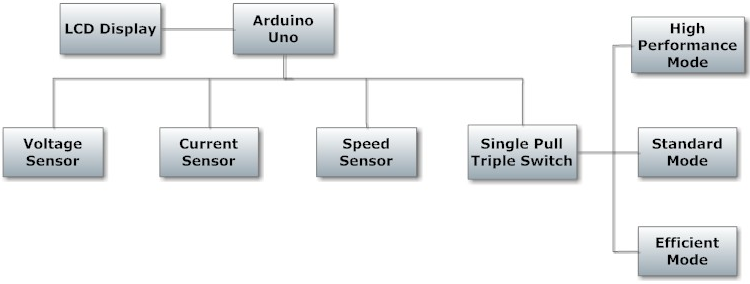 LCD Display
Arduino
Uno
High
Performance
Mode
Voltage
Sensor
Current
Sensor
Speed
Sensor
Single Pull
Triple Switch
Standard
Mode
Efficient
Mode